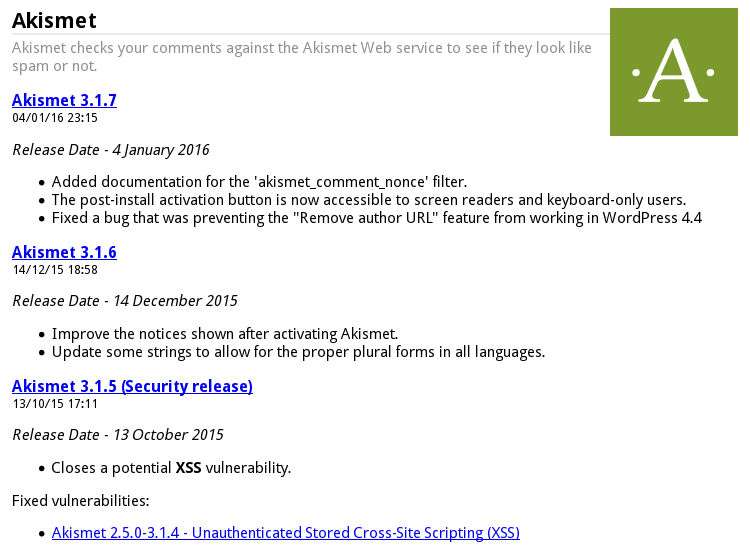 Akismet
Akismet checks your comments against the Akismet Web service to see if they look like
spam or not.
·A·
Akismet 3.1.7
04/01/16 23:15
Release Date - 4 January 2016
• Added documentation for the 'akismet_comment_nonce' filter.
• The post-install activation button is now accessible to screen readers and keyboard-only users.
• Fixed a bug that was preventing the "Remove author URL" feature from working in WordPress 4.4
Akismet 3.1.6
14/12/15 18:58
Release Date - 14 December 2015
• Improve the notices shown after activating Akismet.
• Update some strings to allow for the proper plural forms in all languages.
Akismet 3.1.5 (Security release)
13/10/15 17:11
Release Date - 13 October 2015
• Closes a potential XSS vulnerability.
Fixed vulnerabilities:
• Akismet 2.5.0-3.1.4 - Unauthenticated Stored Cross-Site Scripting (XSS)